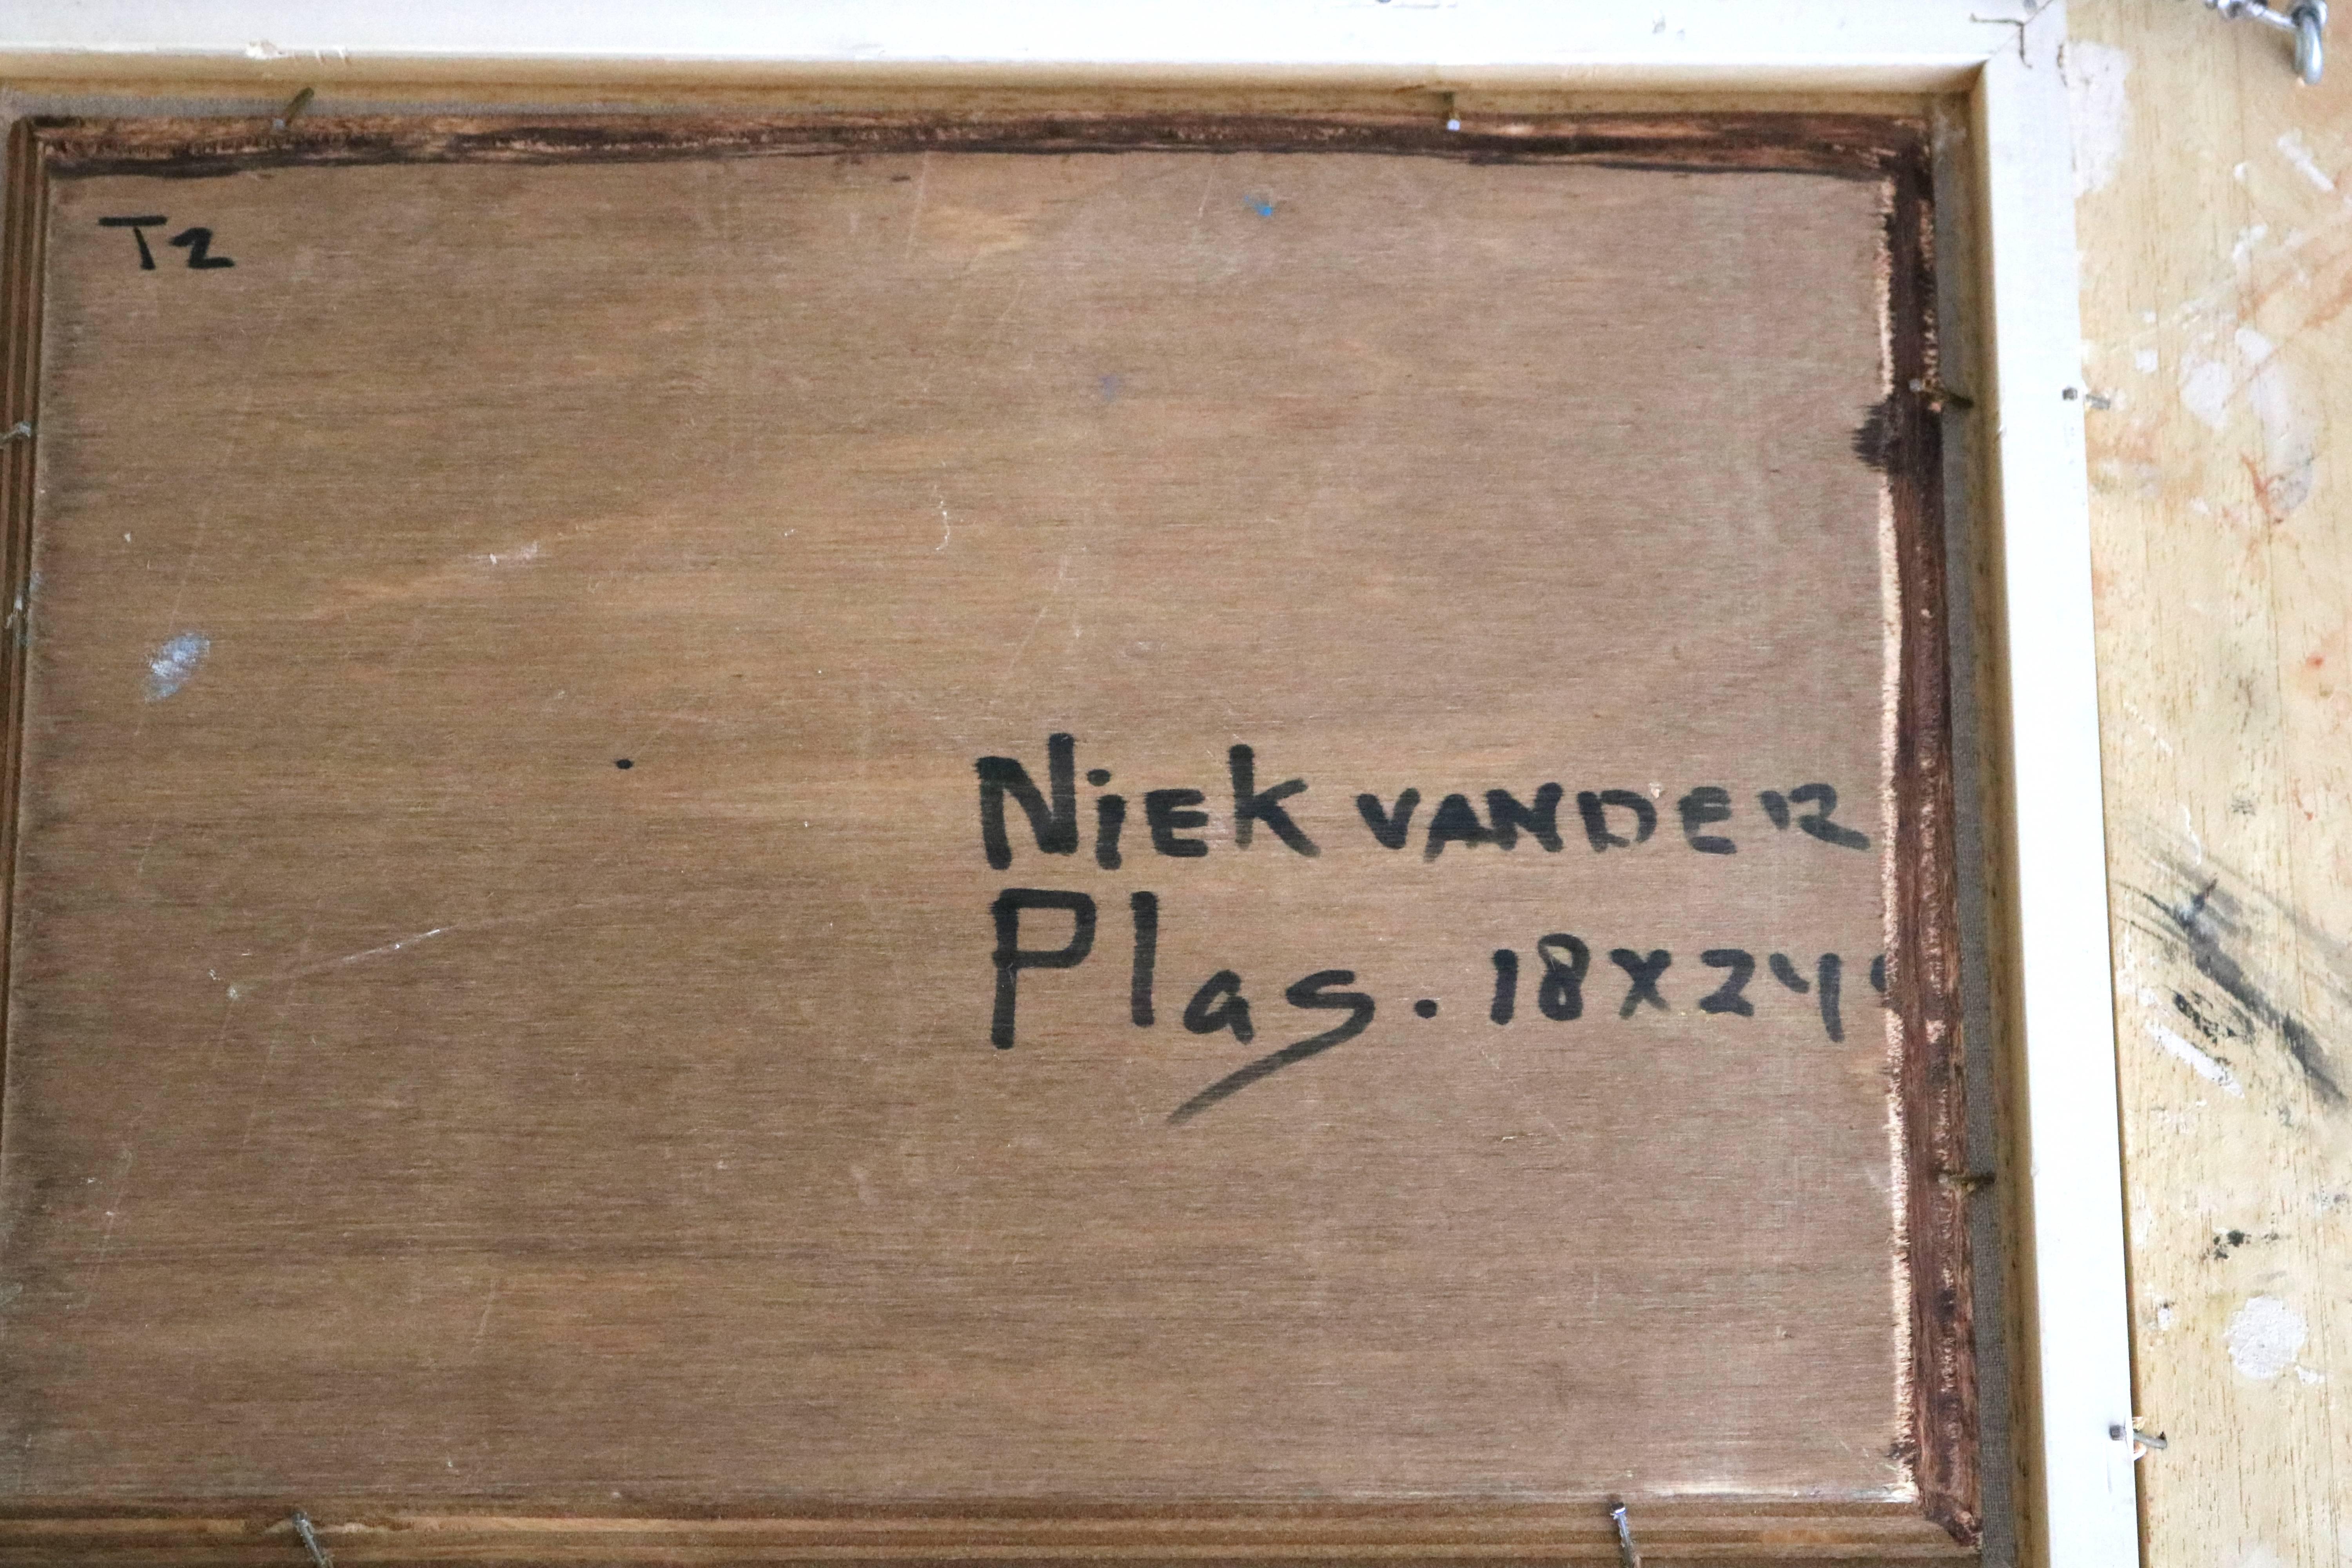 T2
NiEk VANDER
Plas. 18X24"